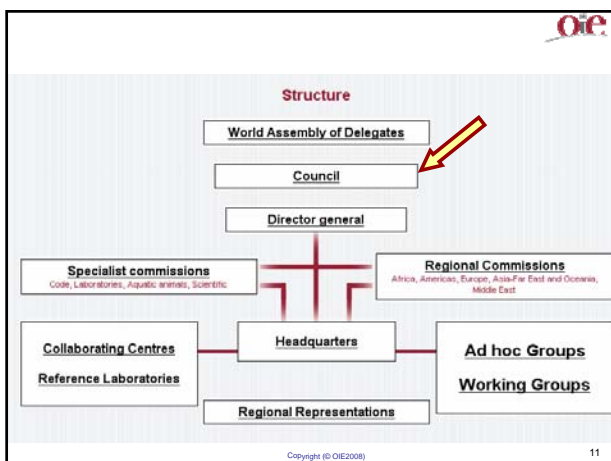 oie
Structure
World Assembly of Delegates
Council
Director general
Specialist commissions
Code, Laboratories, Aquatic animals, Scientific
Regional Commissions
Africa, Americas, Europe, Asia-Far East and Oceania,
Middle East
Collaborating Centres
Reference Laboratories
Headquarters
Ad hoc Groups
Working Groups
Regional Representations
Copyright (© OIE2008)
11